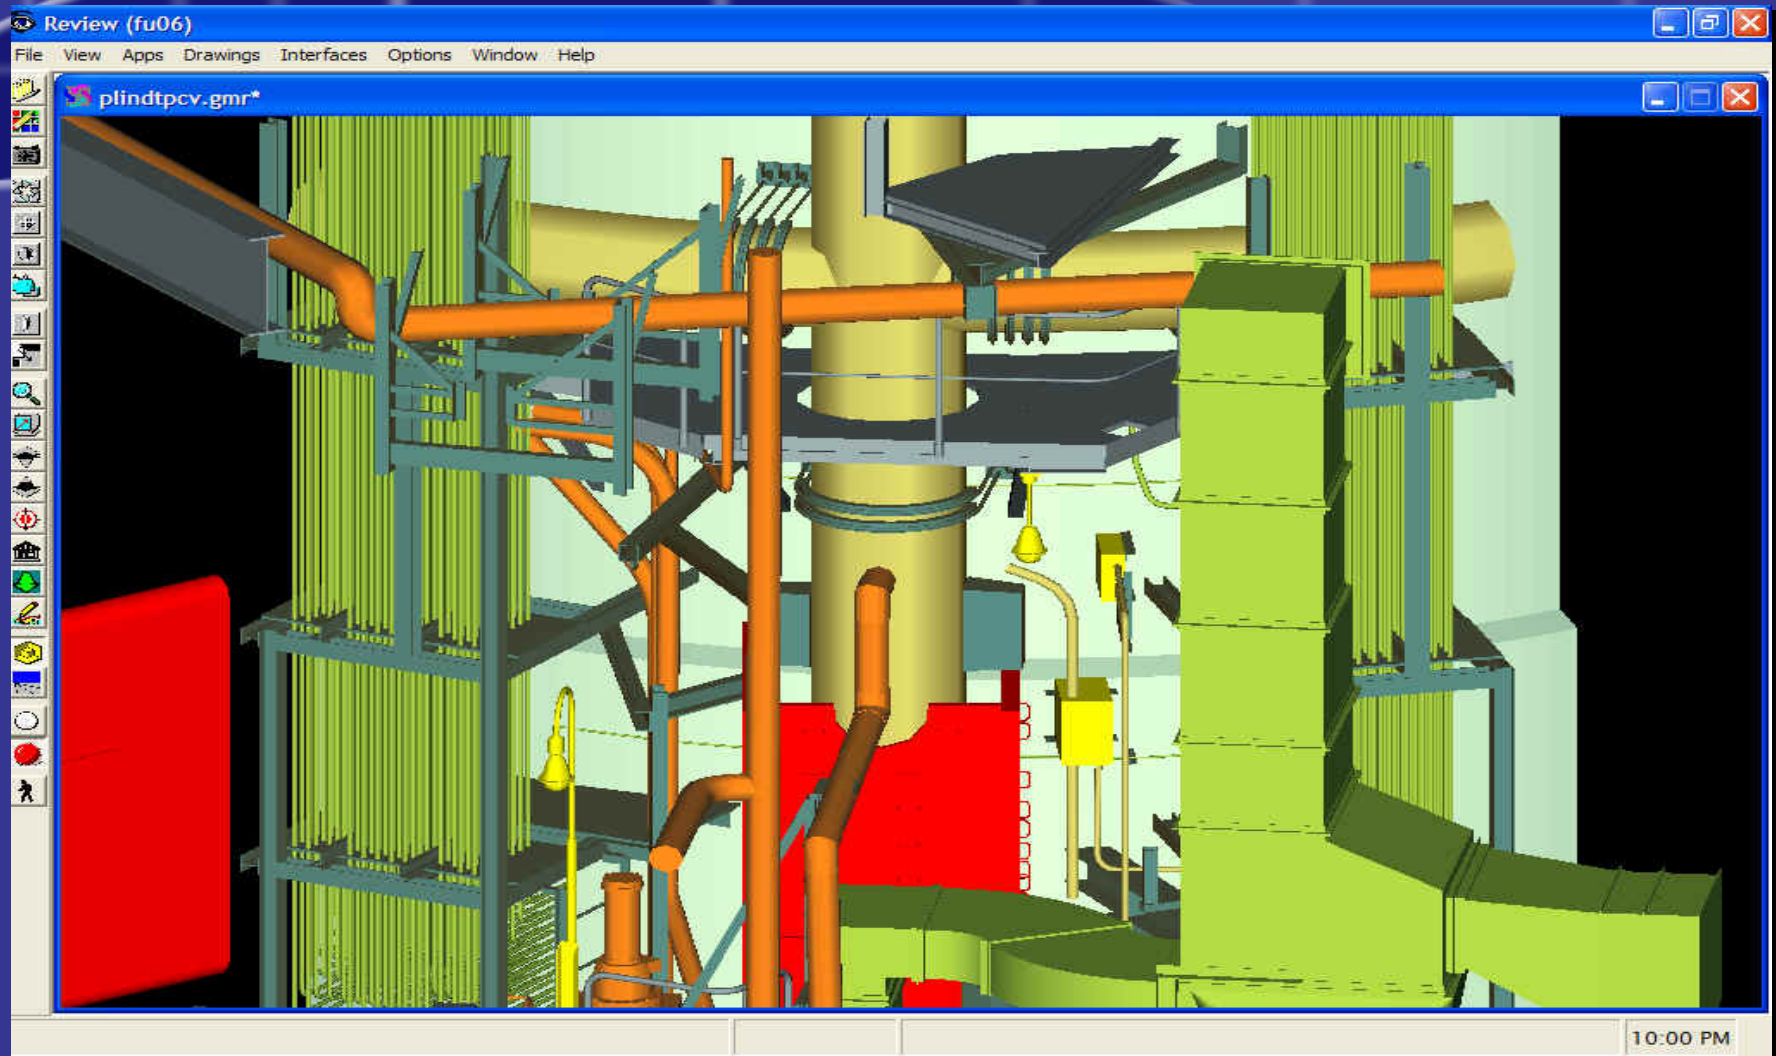 Review (fu06)
File View Apps Drawings Interfaces Options Window Help
plindtpcv.gmr*
10:00 PM